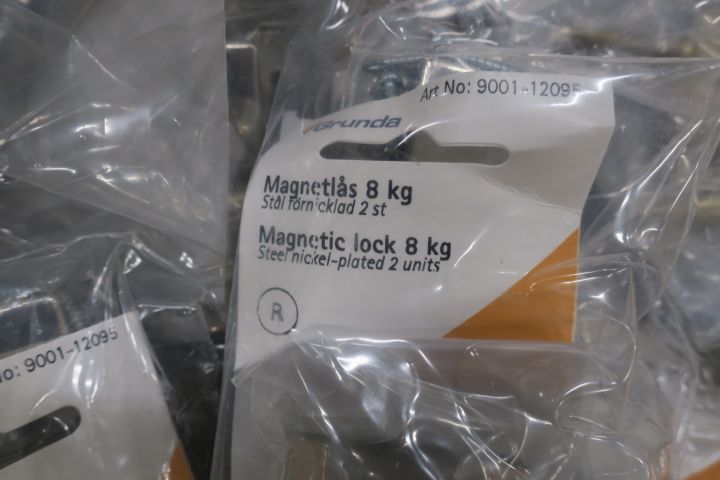 Art No: 9001-12095
Grunda
Magnetlås 8 kg
Stål förnicklad 2 st
Magnetic lock 8 kg
Steel nickel-plated 2 units
R
No: 9001-12095